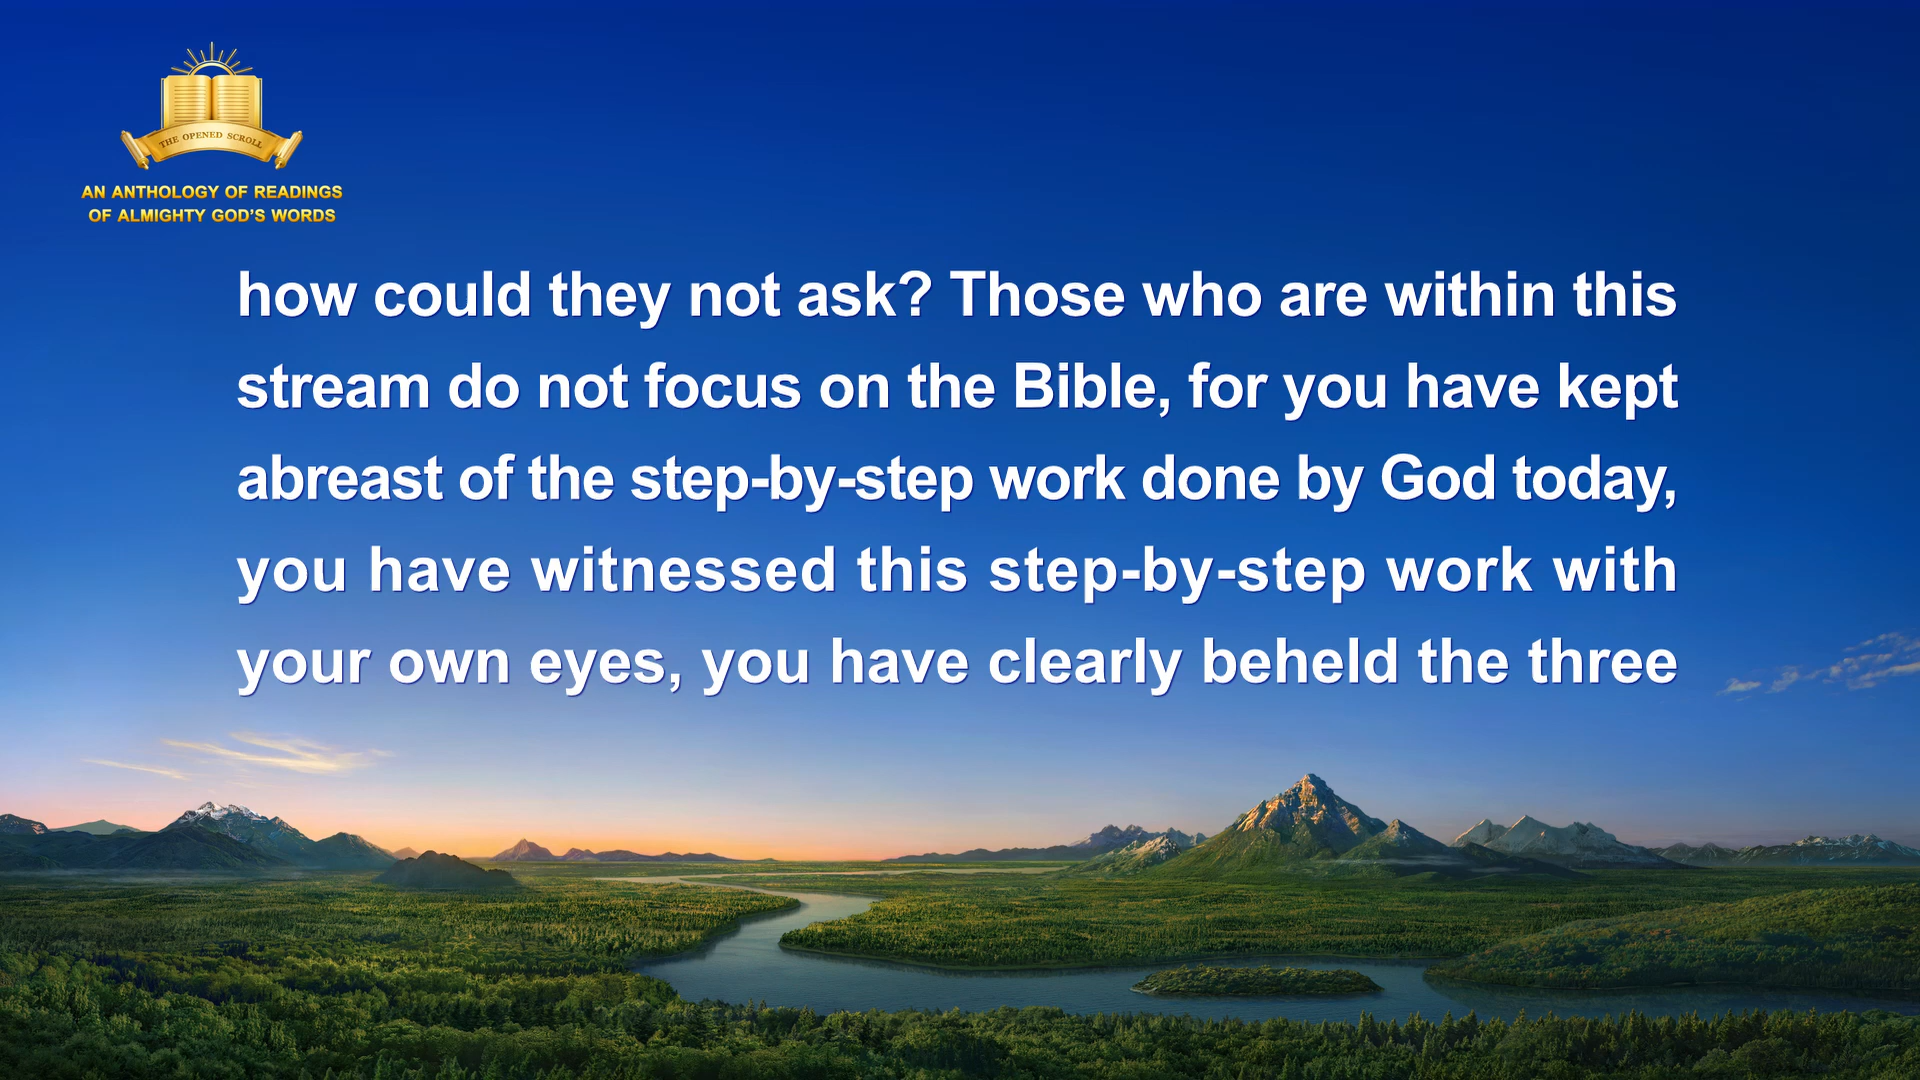 THE OPENED SCROLL
AN ANTHOLOGY OF READINGS
OF ALMIGHTY GOD'S WORDS
how could they not ask? Those who are within this
stream do not focus on the Bible, for you have kept
abreast of the step-by-step work done by God today,
you have witnessed this step-by-step work with
your own eyes, you have clearly beheld the three